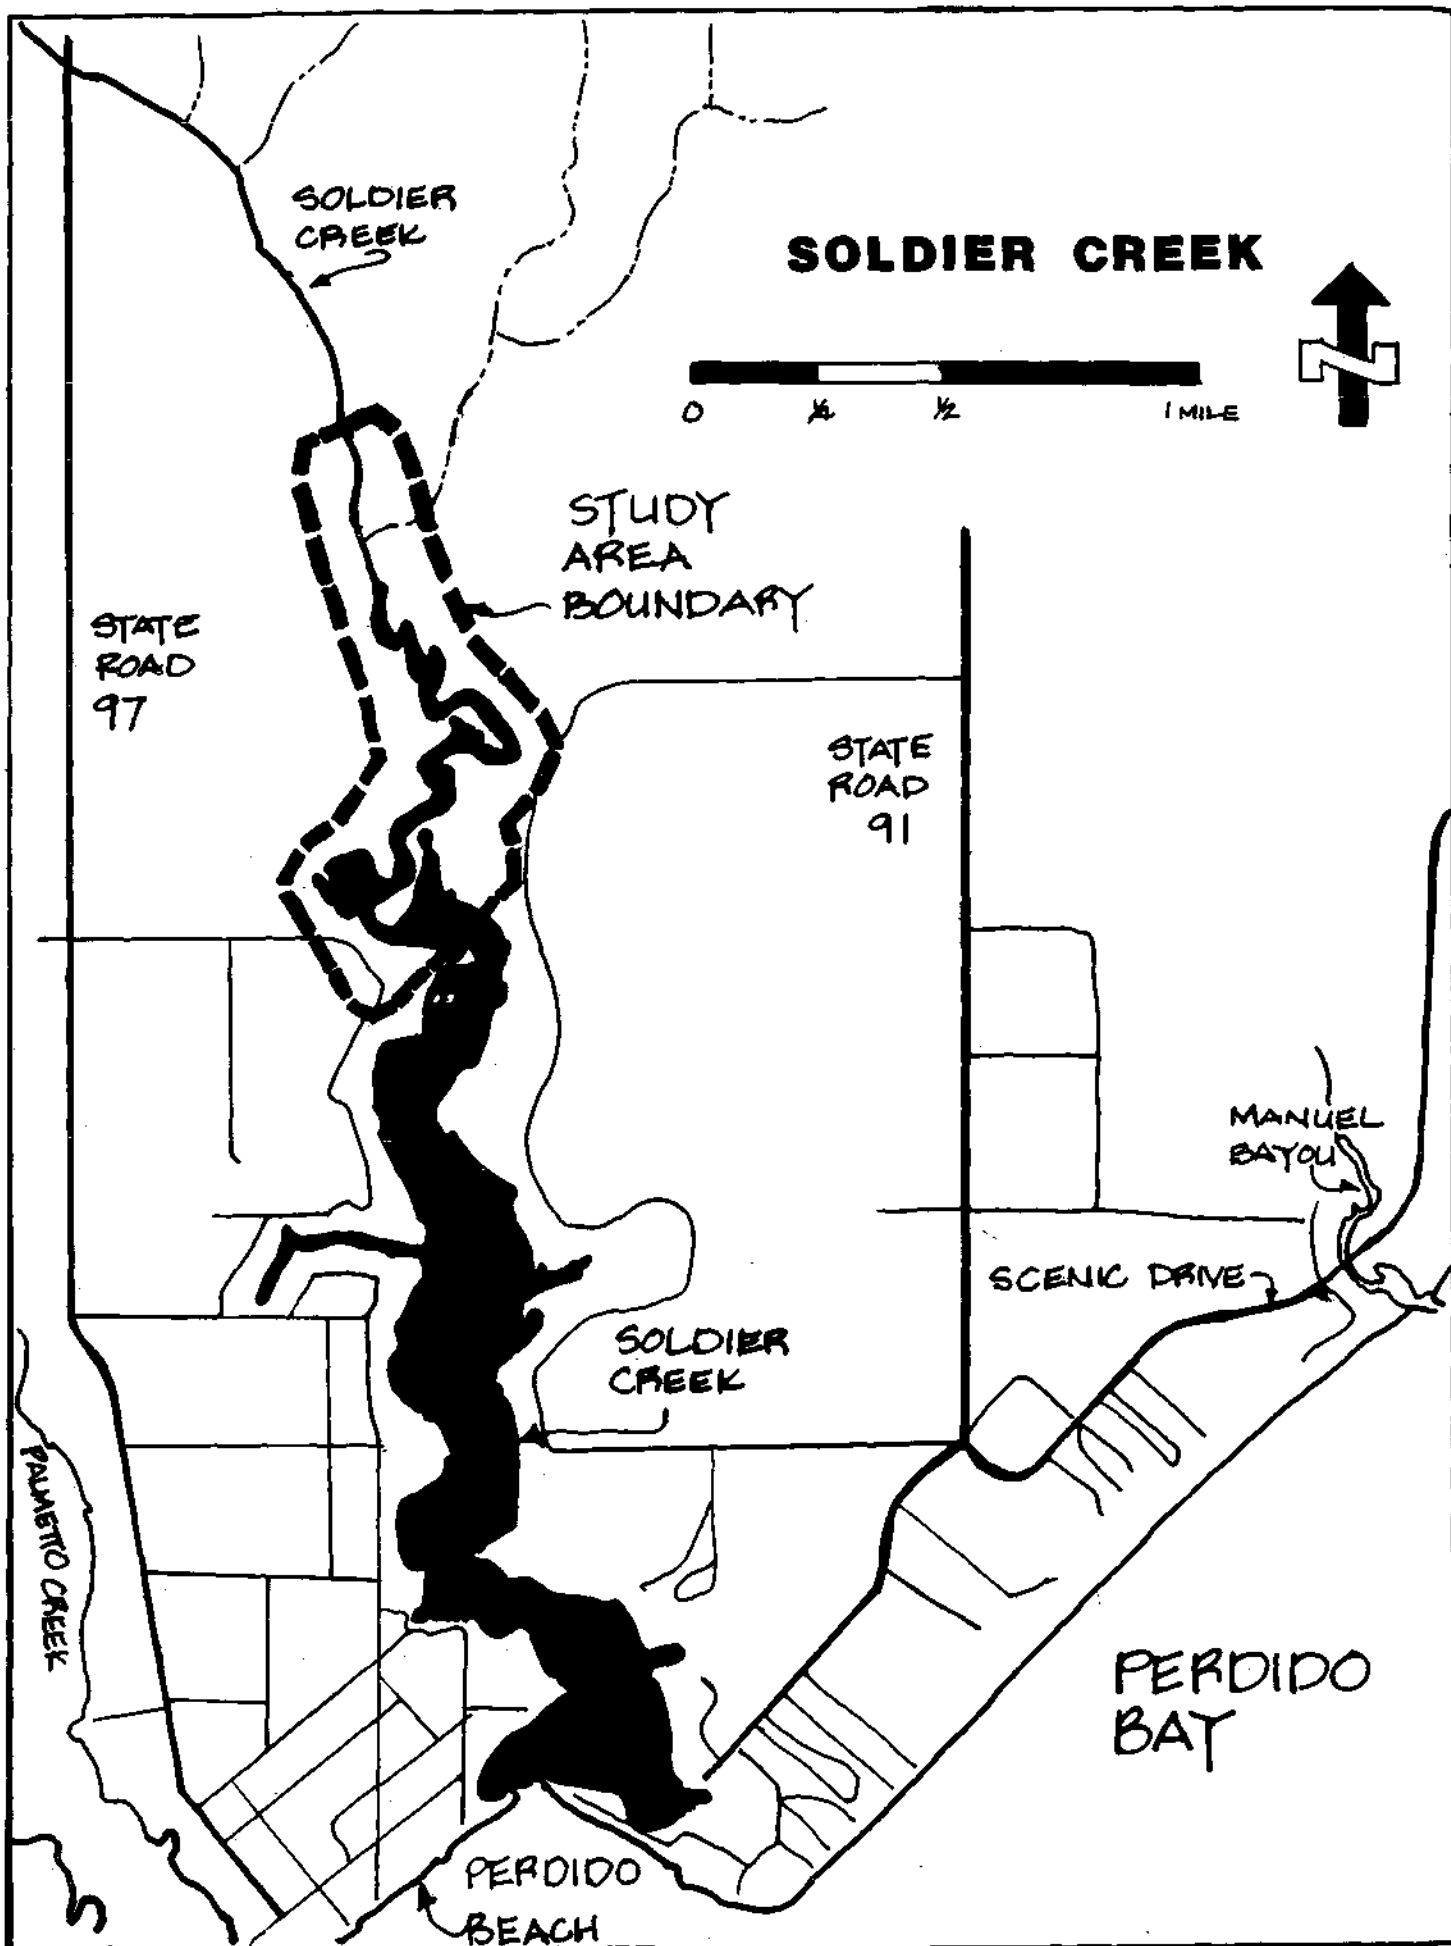 SOLDIER
CREEK
SOLDIER CREEK
N
0 ¼ ½ 1 MILE
STUDY
AREA
BOUNDARY
STATE
ROAD
97
STATE
ROAD
91
MANUEL
BAYOU
SCENIC DRIVE
SOLDIER
CREEK
PALMETTO CREEK
PERDIDO
BAY
PERDIDO
BEACH